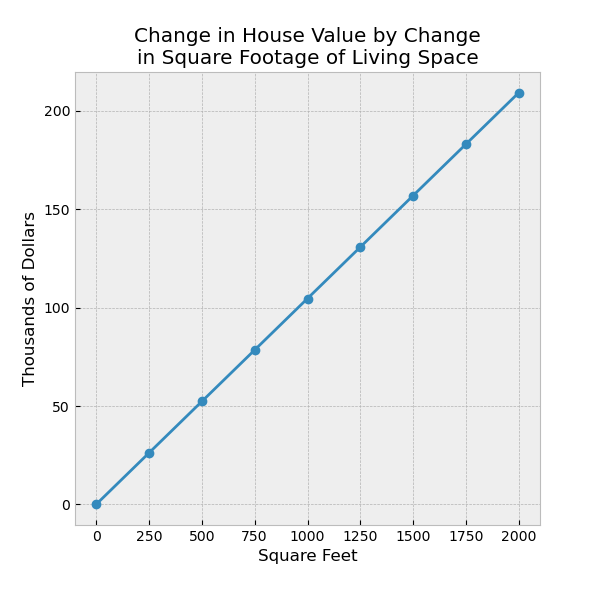 Change in House Value by Change
in Square Footage of Living Space
200
150
100
50
0
Thousands of Dollars
0 250 500 750 1000 1250 1500 1750 2000
Square Feet